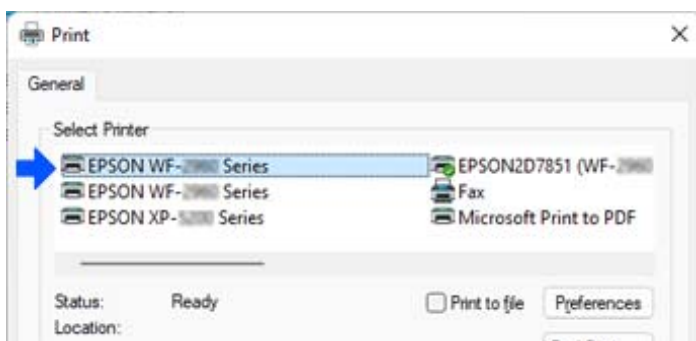 Print
General
Select Printer
EPSON WF- Series
EPSON WF- Series
EPSON XP- Series
EPSON2D7851 (WF-
Fax
Microsoft Print to PDF
Status: Ready
Print to file
Preferences
Location: